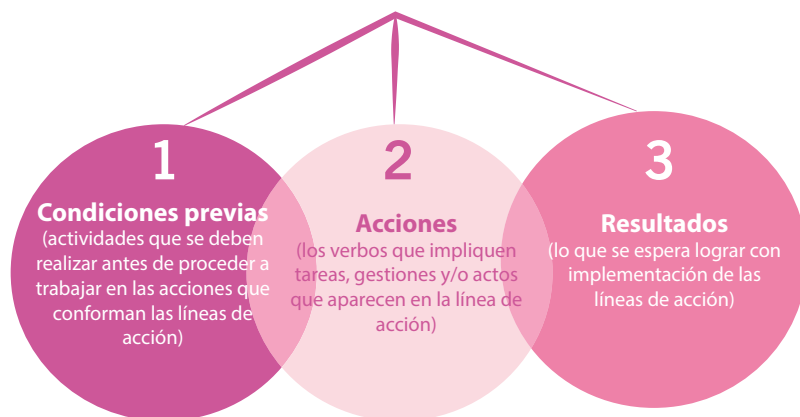 1
Condiciones previas
(actividades que se deben
realizar antes de proceder a
trabajar en las acciones que
conforman las líneas de
acción)
2
Acciones
(los verbos que impliquen
tareas, gestiones y/o actos
que aparecen en la línea de
acción)
3
Resultados
(lo que se espera lograr con
implementación de las
líneas de acción)